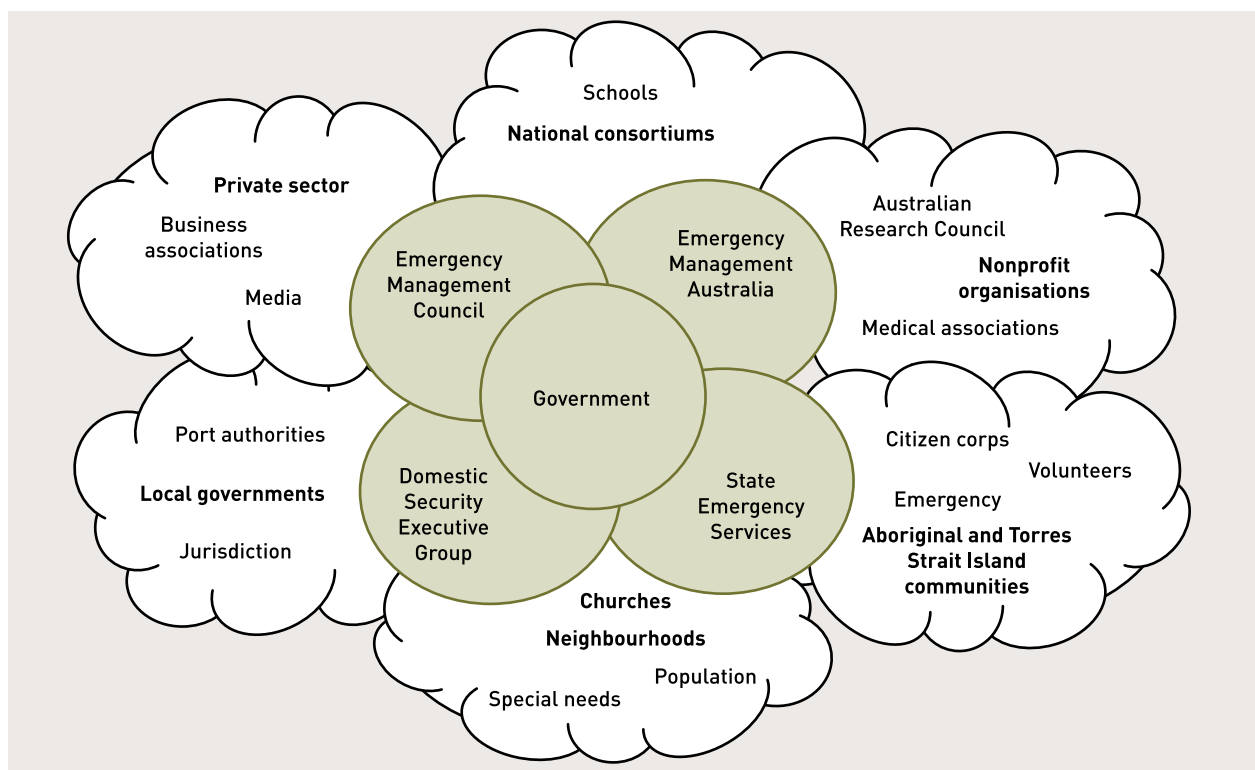 Schools
National consortiums
Private sector
Business
associations
Media
Emergency
Management
Council
Emergency
Management
Australia
Australian
Research Council
Nonprofit
organisations
Medical associations
Government
Port authorities
Local governments
Jurisdiction
Domestic
Security
Executive
Group
State
Emergency
Services
Citizen corps
Volunteers
Emergency
Aboriginal and Torres
Strait Island
communities
Churches
Neighbourhoods
Population
Special needs